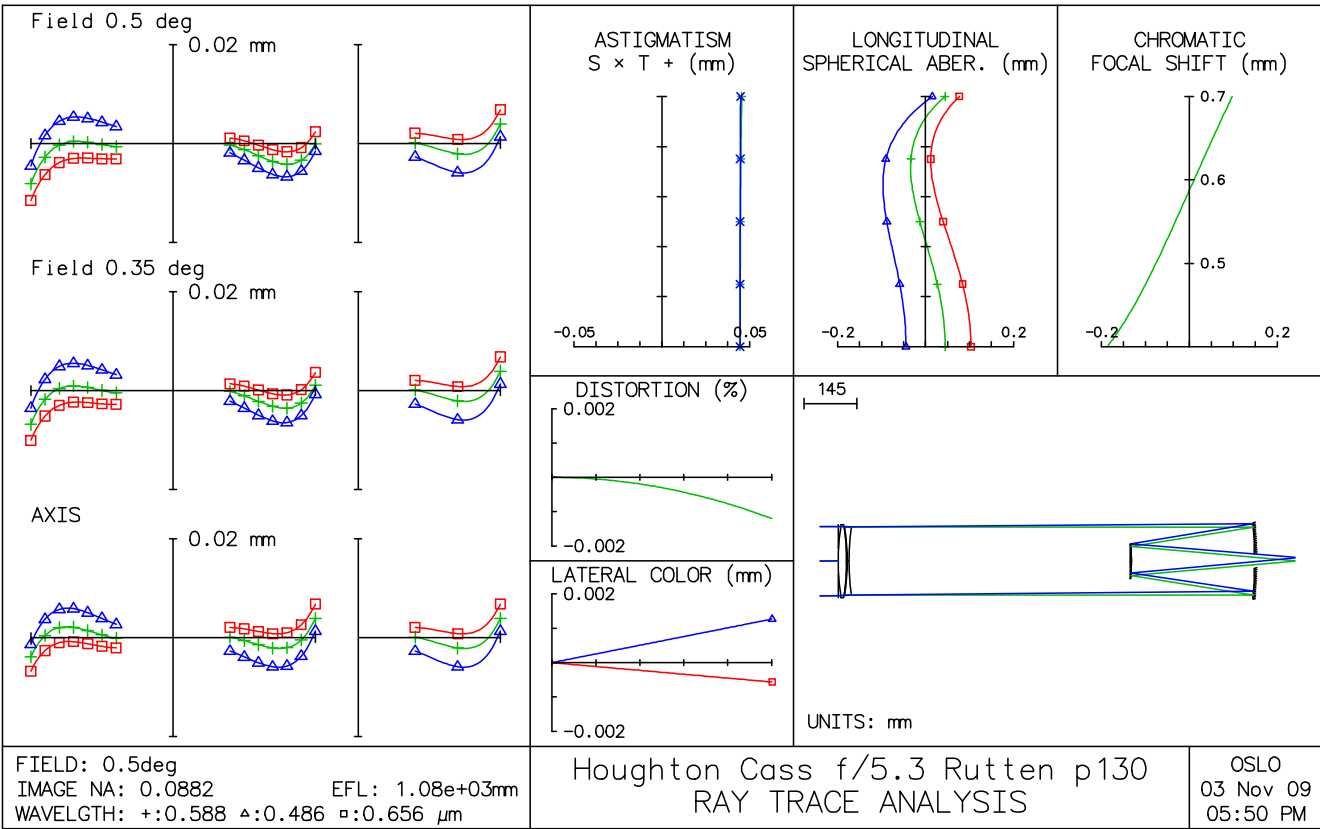 Field 0.5 deg
0.02 mm
Field 0.35 deg
0.02 mm
AXIS
0.02 mm
ASTIGMATISM
S × T + (mm)
-0.05
0.05
LONGITUDINAL
SPHERICAL ABER. (mm)
-0.2
0.2
CHROMATIC
FOCAL SHIFT (mm)
0.7
0.6
0.5
-0.2
0.2
DISTORTION (%)
0.002
-0.002
LATERAL COLOR (mm)
0.002
-0.002
145
UNITS: mm
FIELD: 0.5deg
IMAGE NA: 0.0882 EFL: 1.08e+03mm
WAVELGTH: +:0.588 △:0.486 □:0.656 μm
Houghton Cass f/5.3 Rutten p130
RAY TRACE ANALYSIS
OSLO
03 Nov 09
05:50 PM